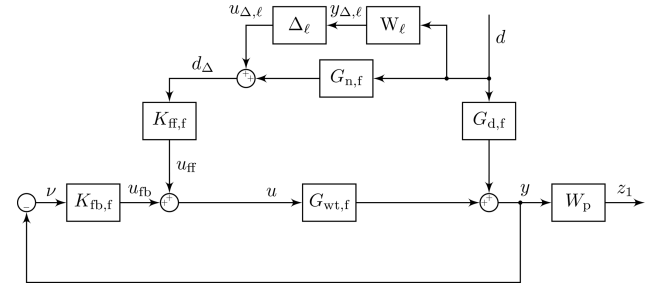 u_{Δ,ℓ} Δ_ℓ y_{Δ,ℓ} W_ℓ
d
d_Δ + + G_{n,f}
K_{ff,f} G_{d,f}
u_{ff}
ν K_{fb,f} u_{fb} + + u G_{wt,f} + + y W_p z_1
−